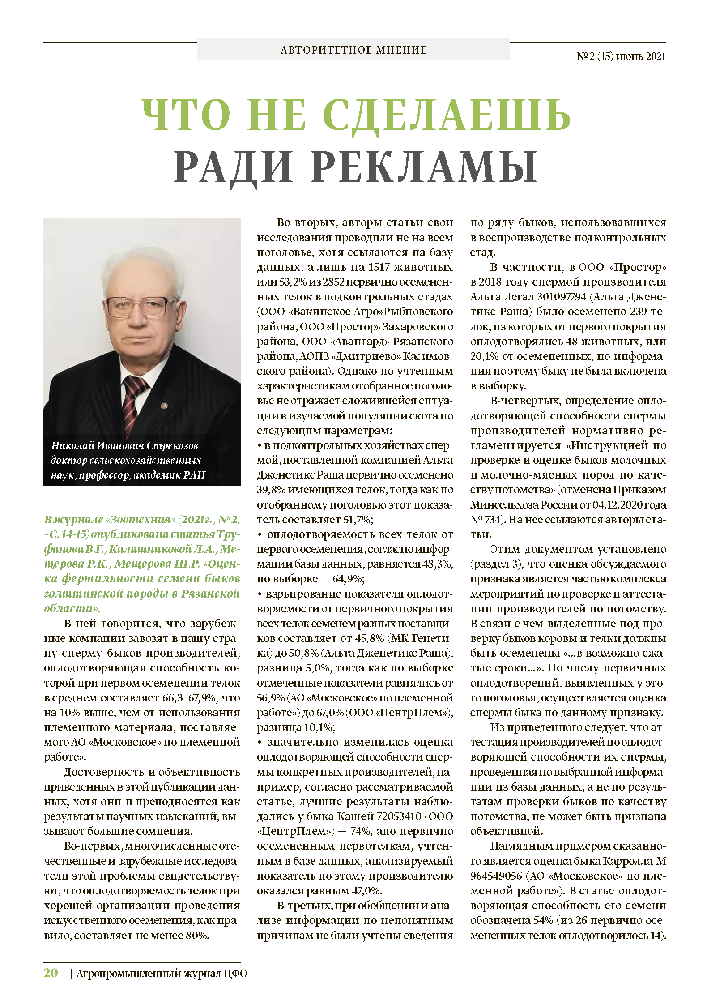 АВТОРИТЕТНОЕ МНЕНИЕ
№ 2 (15) июнь 2021
ЧТО НЕ СДЕЛАЕШЬ
РАДИ РЕКЛАМЫ
Николай Иванович Стрекозов —
доктор сельскохозяйственных
наук, профессор, академик РАН
В журнале «Зоотехния» (2021г., №2,
- С. 14-15) опубликована статья Тру-
фанова В.Г., Калашниковой Л.А., Ме-
щерова Р.К., Мещерова Ш.Р. «Оцен-
ка фертильности семени быков
голштинской породы в Рязанской
области».
В ней говорится, что зарубеж-
ные компании завозят в нашу стра-
ну сперму быков-производителей,
оплодотворяющая способность ко-
торой при первом осеменении телок
в среднем составляет 66,3–67,9%, что
на 10% выше, чем от использования
племенного материала, поставляе-
мого АО «Московское» по племенной
работе».
Достоверность и объективность
приведенных в этой публикации дан-
ных, хотя они и преподносятся как
результаты научных изысканий, вы-
зывают большие сомнения.
Во-первых, многочисленные оте-
чественные и зарубежные исследова-
тели этой проблемы свидетельству-
ют, что оплодотворяемость телок при
хорошей организации проведения
искусственного осеменения, как пра-
вило, составляет не менее 80%.
Во-вторых, авторы статьи свои
исследования проводили не на всем
поголовье, хотя ссылаются на базу
данных, а лишь на 1517 животных
или 53,2% из 2852 первично осеменен-
ных телок в подконтрольных стадах
(ООО «Вакинское Агро»Рыбновского
района, ООО «Простор» Захаровского
района, ООО «Авангард» Рязанского
района, АОПЗ «Дмитриево» Касимов-
ского района). Однако по учтенным
характеристикам отобранное поголо-
вье не отражает сложившейся ситуа-
ции в изучаемой популяции скота по
следующим параметрам:
• в подконтрольных хозяйствах спер-
мой, поставленной компанией Альта
Дженетикс Раша первично осеменено
39,8% имеющихся телок, тогда как по
отобранному поголовью этот показа-
тель составляет 51,7%;
• оплодотворяемость всех телок от
первого осеменения, согласно инфор-
мации базы данных, равняется 48,3%,
по выборке — 64,9%;
• варьирование показателя оплодот-
воряемости от первичного покрытия
всех телок семенем разных поставщи-
ков составляет от 45,8% (МК Генети-
ка) до 50,8% (Альта Дженетикс Раша),
разница 5,0%, тогда как по выборке
отмеченные показатели равнялись от
56,9% (АО «Московское» по племенной
работе») до 67,0% (ООО «ЦентрПлем»),
разница 10,1%;
• значительно изменилась оценка
оплодотворяющей способности спер-
мы конкретных производителей, на-
пример, согласно рассматриваемой
статье, лучшие результаты наблю-
дались у быка Кашей 72053410 (ООО
«ЦентрПлем») — 74%, апо первично
осемененным первотелкам, учтен-
ным в базе данных, анализируемый
показатель по этому производителю
оказался равным 47,0%.
В-третьих, при обобщении и ана-
лизе информации по непонятным
причинам не были учтены сведения
по ряду быков, использовавшихся
в воспроизводстве подконтрольных
стад.
В частности, в ООО «Простор»
в 2018 году спермой производителя
Альта Легал 301097794 (Альта Джене-
тикс Раша) было осеменено 239 те-
лок, из которых от первого покрытия
оплодотворялись 48 животных, или
20,1% от осемененных, но информа-
ция по этому быку не была включена
в выборку.
В-четвертых, определение опло-
дотворяющей способности спермы
производителей нормативно ре-
гламентируется «Инструкцией по
проверке и оценке быков молочных
и молочно-мясных пород по каче-
ству потомства» (отменена Приказом
Минсельхоза России от 04.12.2020 года
№ 734). На нее ссылаются авторы ста-
тьи.
Этим документом установлено
(раздел 3), что оценка обсуждаемого
признака является частью комплекса
мероприятий по проверке и аттеста-
ции производителей по потомству.
В связи с чем выделенные под про-
верку быков коровы и телки должны
быть осеменены «...в возможно сжа-
тые сроки...». По числу первичных
оплодотворений, выявленных у это-
го поголовья, осуществляется оценка
спермы быка по данному признаку.
Из приведенного следует, что ат-
тестация производителей по оплодот-
воряющей способности их спермы,
проведенная по выбранной информа-
ции из базы данных, а не по резуль-
татам проверки быков по качеству
потомства, не может быть признана
объективной.
Наглядным примером сказанно-
го является оценка быка Карролла-М
964549056 (АО «Московское» по пле-
менной работе»). В статье оплодот-
воряющая способность его семени
обозначена 54% (из 26 первично осе-
мененных телок оплодотворилось 14).
20 | Агропромышленный журнал ЦФО